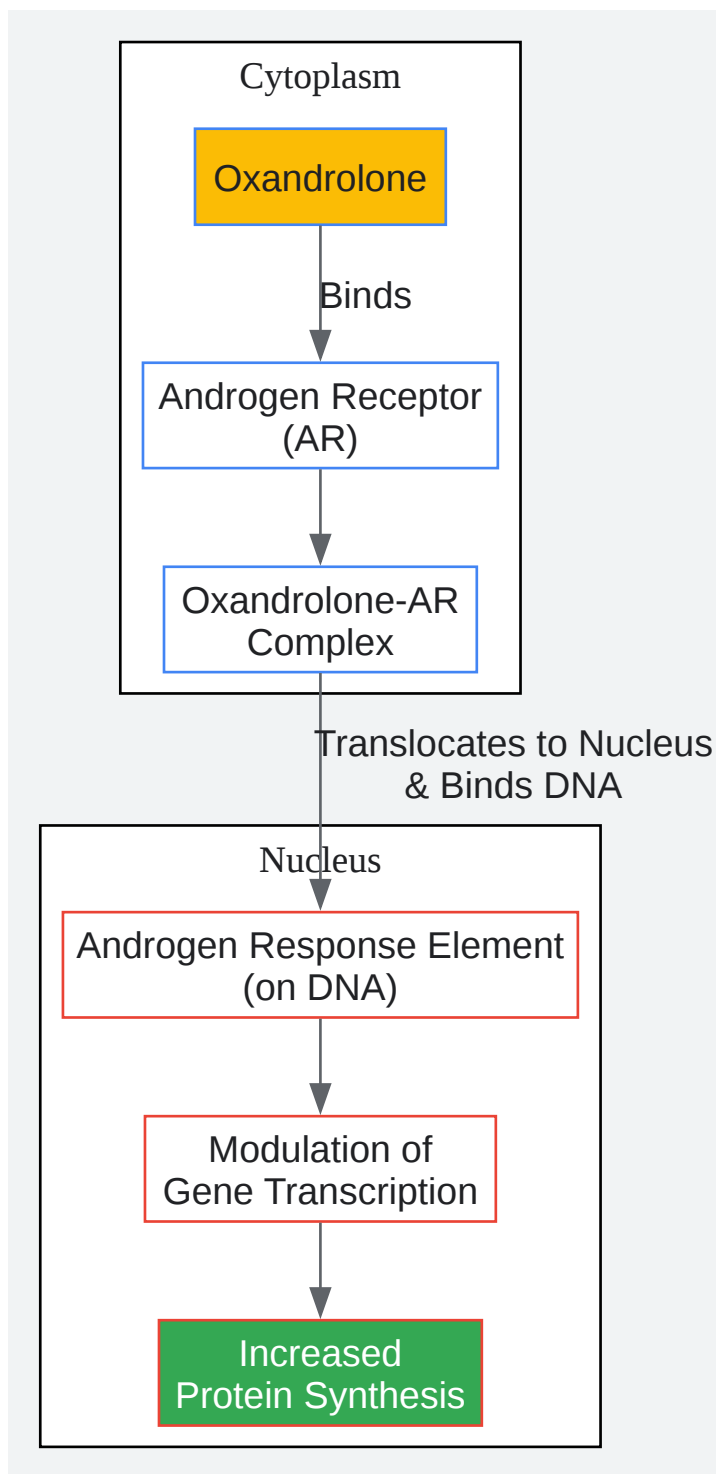 Cytoplasm
Oxandrolone
Binds
Androgen Receptor
(AR)
Oxandrolone-AR
Complex
Translocates to Nucleus
& Binds DNA
Nucleus
Androgen Response Element
(on DNA)
Modulation of
Gene Transcription
Increased
Protein Synthesis